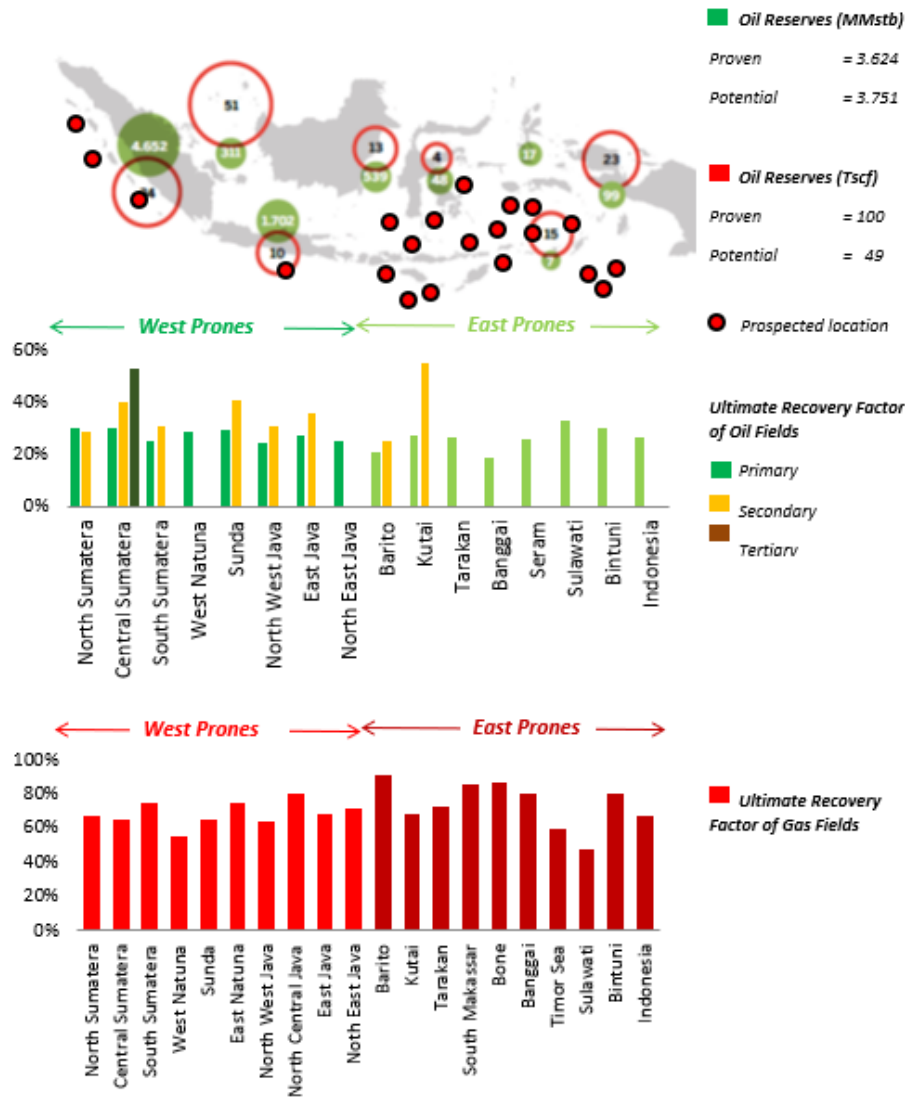 Oil Reserves (MMstb)
Proven = 3.624
Potential = 3.751
Oil Reserves (Tscf)
Proven = 100
Potential = 49
Prospected location
51
4.652
311
13
4
17
23
539
48
99
34
1.702
10
15
7
West Prones
East Prones
60%
40%
20%
0%
North Sumatera
Central Sumatera
South Sumatera
West Natuna
Sunda
North West Java
East Java
North East Java
Barito
Kutai
Tarakan
Banggai
Seram
Sulawati
Bintuni
Indonesia
Ultimate Recovery Factor
of Oil Fields
Primary
Secondary
Tertiary
West Prones
East Prones
100%
80%
60%
40%
20%
0%
North Sumatera
Central Sumatera
South Sumatera
West Natuna
Sunda
East Natuna
North West Java
North Central Java
East Java
Noth East Java
Barito
Kutai
Tarakan
South Makassar
Bone
Banggai
Timor Sea
Sulawati
Bintuni
Indonesia
Ultimate Recovery
Factor of Gas Fields